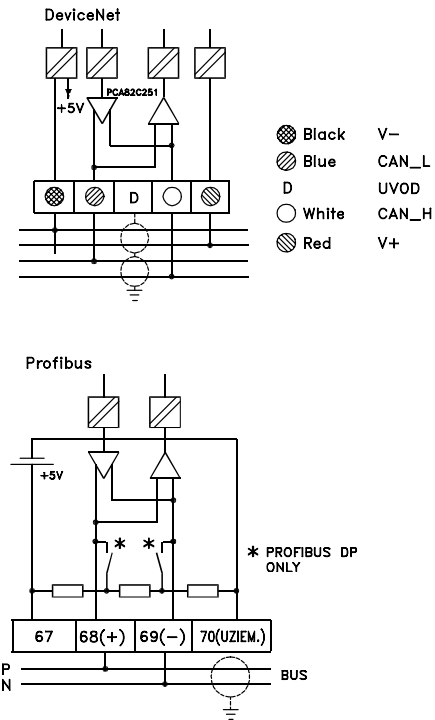 DeviceNet
PCA82C251
+5V
Black V-
Blue CAN_L
D UVOD
White CAN_H
Red V+
D
Profibus
+5V
* *
* PROFIBUS DP
ONLY
67 68(+) 69(-) 70(UZIEM.)
P
N
BUS